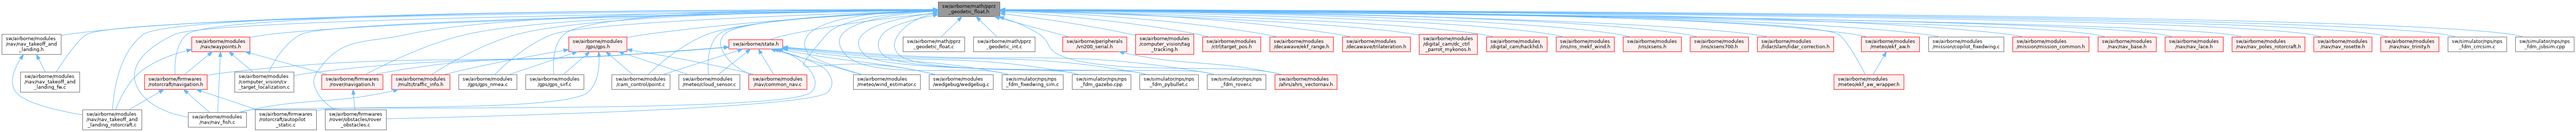 sw/airborne/math/pprz
_geodetic_float.h
sw/airborne/modules
/nav/nav_takeoff_and
_landing.h
sw/airborne/modules
/nav/waypoints.h
sw/airborne/modules
/gps/gps.h
sw/airborne/state.h
sw/airborne/math/pprz
_geodetic_float.c
sw/airborne/math/pprz
_geodetic_int.c
sw/airborne/peripherals
/vn200_serial.h
sw/airborne/modules
/computer_vision/tag
_tracking.h
sw/airborne/modules
/ctrl/target_pos.h
sw/airborne/modules
/decawave/ekf_range.h
sw/airborne/modules
/decawave/trilateration.h
sw/airborne/modules
/digital_cam/dc_ctrl
_parrot_mykonos.h
sw/airborne/modules
/digital_cam/hackhd.h
sw/airborne/modules
/ins/ins_mekf_wind.h
sw/airborne/modules
/ins/xsens.h
sw/airborne/modules
/ins/xsens700.h
sw/airborne/modules
/lidar/slam/lidar_correction.h
sw/airborne/modules
/meteo/ekf_aw.h
sw/airborne/modules
/mission/copilot_fixedwing.c
sw/airborne/modules
/mission/mission_common.h
sw/airborne/modules
/nav/nav_base.h
sw/airborne/modules
/nav/nav_lace.h
sw/airborne/modules
/nav/nav_poles_rotorcraft.h
sw/airborne/modules
/nav/nav_rosette.h
sw/airborne/modules
/nav/nav_trinity.h
sw/simulator/nps/nps
_fdm_crrcsim.c
sw/simulator/nps/nps
_fdm_jsbsim.cpp
sw/airborne/modules
/nav/nav_takeoff_and
_landing_fw.c
sw/airborne/firmwares
/rotorcraft/navigation.h
sw/airborne/modules
/computer_vision/cv
_target_localization.c
sw/airborne/firmwares
/rover/navigation.h
sw/airborne/modules
/multi/traffic_info.h
sw/airborne/modules
/gps/gps_nmea.c
sw/airborne/modules
/gps/gps_sirf.c
sw/airborne/modules
/cam_control/point.c
sw/airborne/modules
/meteo/cloud_sensor.c
sw/airborne/modules
/nav/common_nav.c
sw/airborne/modules
/meteo/wind_estimator.c
sw/airborne/modules
/wedgebug/wedgebug.c
sw/simulator/nps/nps
_fdm_fixedwing_sim.c
sw/simulator/nps/nps
_fdm_gazebo.cpp
sw/simulator/nps/nps
_fdm_pybullet.c
sw/simulator/nps/nps
_fdm_rover.c
sw/airborne/modules
/ahrs/ahrs_vectornav.h
sw/airborne/modules
/meteo/ekf_aw_wrapper.h
sw/airborne/modules
/nav/nav_takeoff_and
_landing_rotorcraft.c
sw/airborne/modules
/nav/nav_fish.c
sw/airborne/firmwares
/rotorcraft/autopilot
_static.c
sw/airborne/firmwares
/rover/obstacles/rover
_obstacles.c